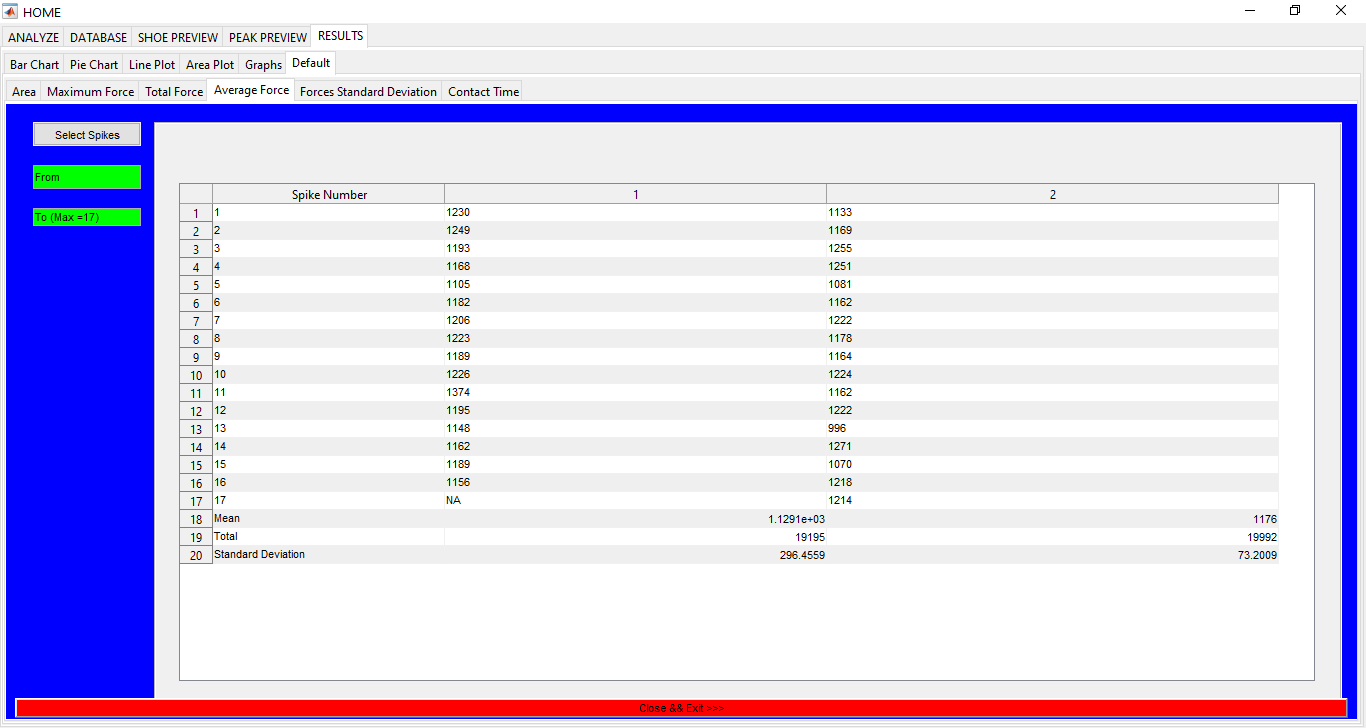 HOME
ANALYZE DATABASE SHOE PREVIEW PEAK PREVIEW RESULTS
Bar Chart Pie Chart Line Plot Area Plot Graphs Default
Area Maximum Force Total Force Average Force Forces Standard Deviation Contact Time
Select Spikes
From
To (Max =17)
Spike Number 1 2
1 1 1230 1133
2 2 1249 1169
3 3 1193 1255
4 4 1168 1251
5 5 1105 1081
6 6 1182 1162
7 7 1206 1222
8 8 1223 1178
9 9 1189 1164
10 10 1226 1224
11 11 1374 1162
12 12 1195 1222
13 13 1148 996
14 14 1162 1271
15 15 1189 1070
16 16 1156 1218
17 17 NA 1214
18 Mean 1.1291e+03 1176
19 Total 19195 19992
20 Standard Deviation 296.4559 73.2009
Close && Exit >>>